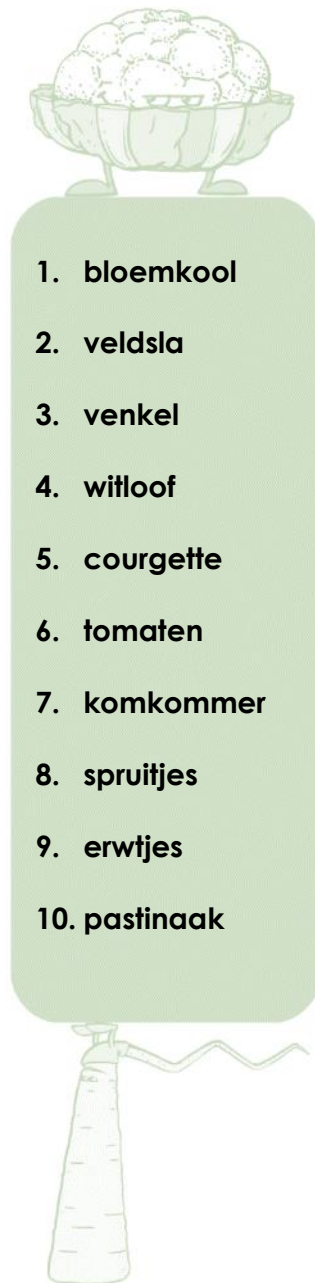 1. bloemkool
2. veldsla
3. venkel
4. witloof
5. courgette
6. tomaten
7. komkommer
8. spruitjes
9. erwtjes
10. pastinaak